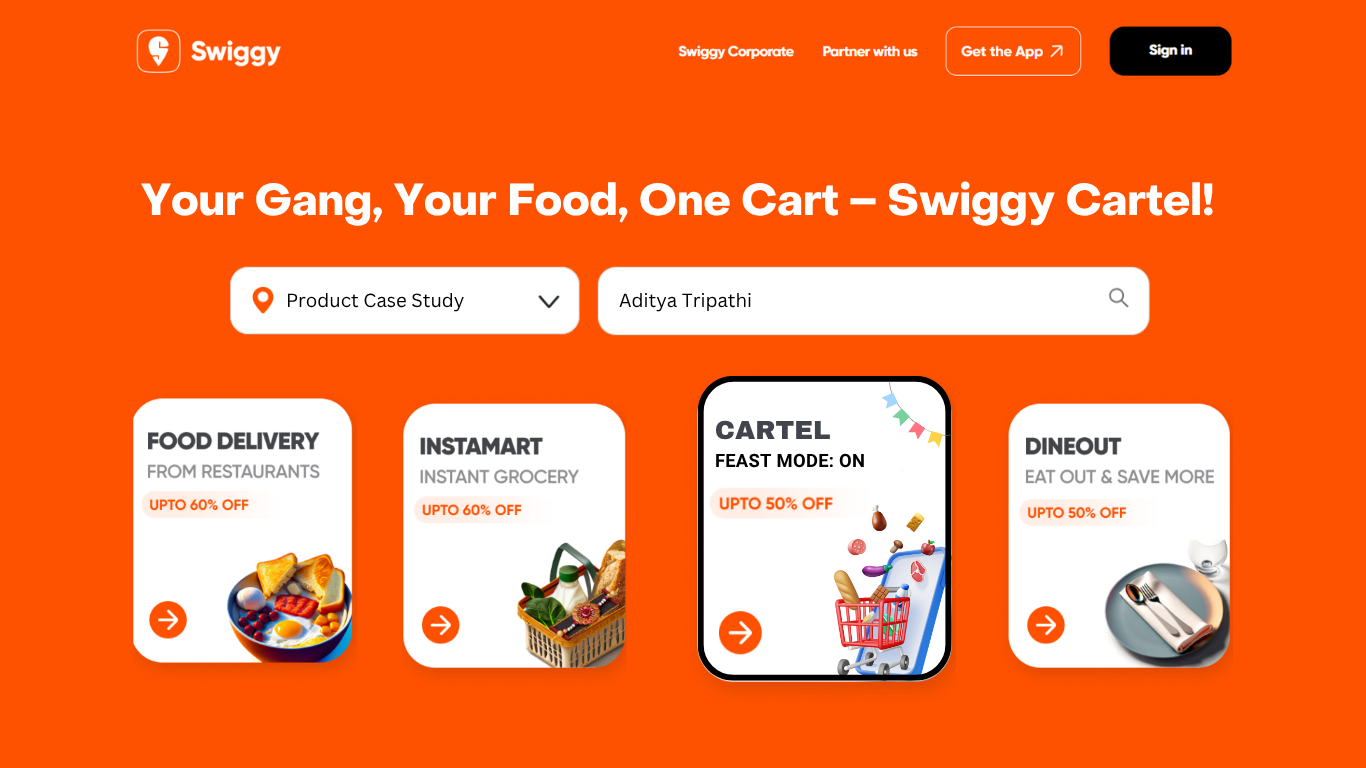 Swiggy
Swiggy Corporate
Partner with us
Get the App
Sign in
Your Gang, Your Food, One Cart – Swiggy Cartel!
Product Case Study
Aditya Tripathi
FOOD DELIVERY
FROM RESTAURANTS
UPTO 60% OFF
INSTAMART
INSTANT GROCERY
UPTO 60% OFF
CARTEL
FEAST MODE: ON
UPTO 50% OFF
DINEOUT
EAT OUT & SAVE MORE
UPTO 50% OFF